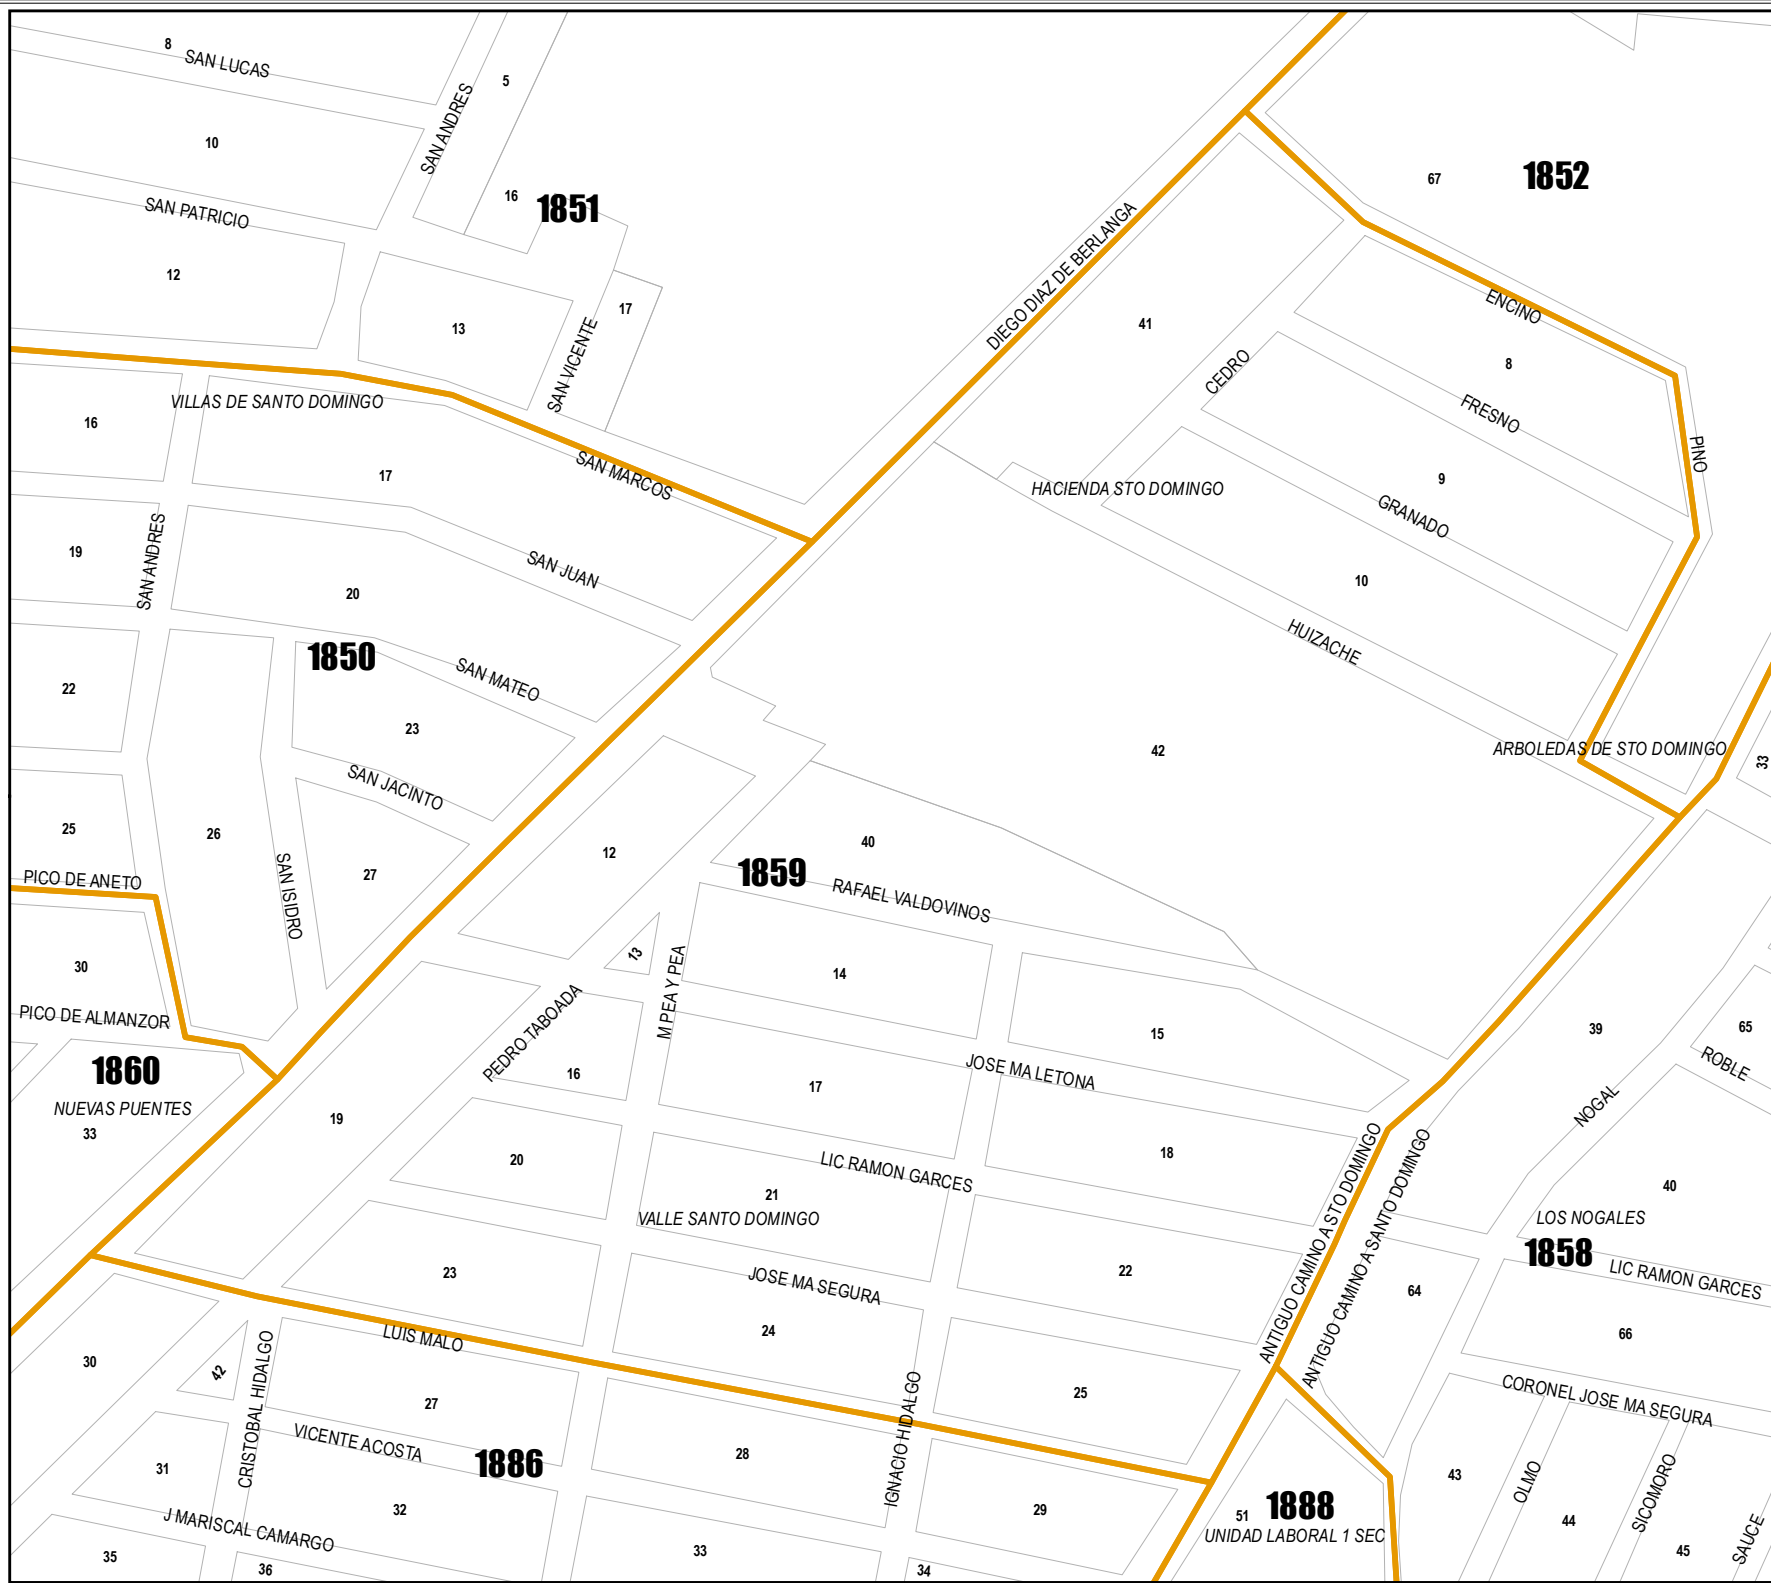 8
SAN LUCAS
5
SAN ANDRES
10
16
1851
67
1852
SAN PATRICIO
12
DIEGO DIAZ DE BERLANGA
17
13
SAN VICENTE
41
ENCINO
8
CEDRO
FRESNO
16
VILLAS DE SANTO DOMINGO
17
SAN MARCOS
PINO
9
HACIENDA STO DOMINGO
GRANADO
19
SAN ANDRES
SAN JUAN
10
20
HUIZACHE
1850
22
SAN MATEO
23
42
ARBOLEDAS DE STO DOMINGO
33
SAN JACINTO
25
26
12
40
27
1859
PICO DE ANETO
SAN ISIDRO
RAFAEL VALDOVINOS
30
13
14
M PEA Y PEA
PICO DE ALMANZOR
PEDRO TABOADA
15
39
65
1860
16
17
JOSE MA LETONA
ROBLE
NUEVAS PUENTES
33
19
NOGAL
20
LIC RAMON GARCES
18
21
40
VALLE SANTO DOMINGO
ANTIGUO CAMINO A STO DOMINGO
ANTIGUO CAMINO A SANTO DOMINGO
LOS NOGALES
1858
23
JOSE MA SEGURA
22
64
LIC RAMON GARCES
24
66
LUIS MALO
30
42
CRISTOBAL HIDALGO
27
25
CORONEL JOSE MA SEGURA
IGNACIO HIDALGO
VICENTE ACOSTA
1886
28
31
43
OLMO
SICOMORO
32
29
51
1888
UNIDAD LABORAL 1 SEC
44
J MARISCAL CAMARGO
35
33
45
SAUCE
36
34